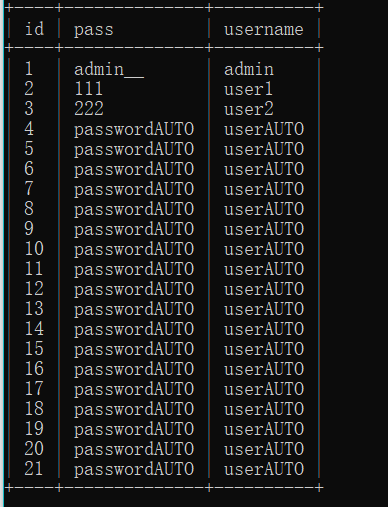 id pass username
1 admin__ admin
2 111 user1
3 222 user2
4 passwordAUTO userAUTO
5 passwordAUTO userAUTO
6 passwordAUTO userAUTO
7 passwordAUTO userAUTO
8 passwordAUTO userAUTO
9 passwordAUTO userAUTO
10 passwordAUTO userAUTO
11 passwordAUTO userAUTO
12 passwordAUTO userAUTO
13 passwordAUTO userAUTO
14 passwordAUTO userAUTO
15 passwordAUTO userAUTO
16 passwordAUTO userAUTO
17 passwordAUTO userAUTO
18 passwordAUTO userAUTO
19 passwordAUTO userAUTO
20 passwordAUTO userAUTO
21 passwordAUTO userAUTO